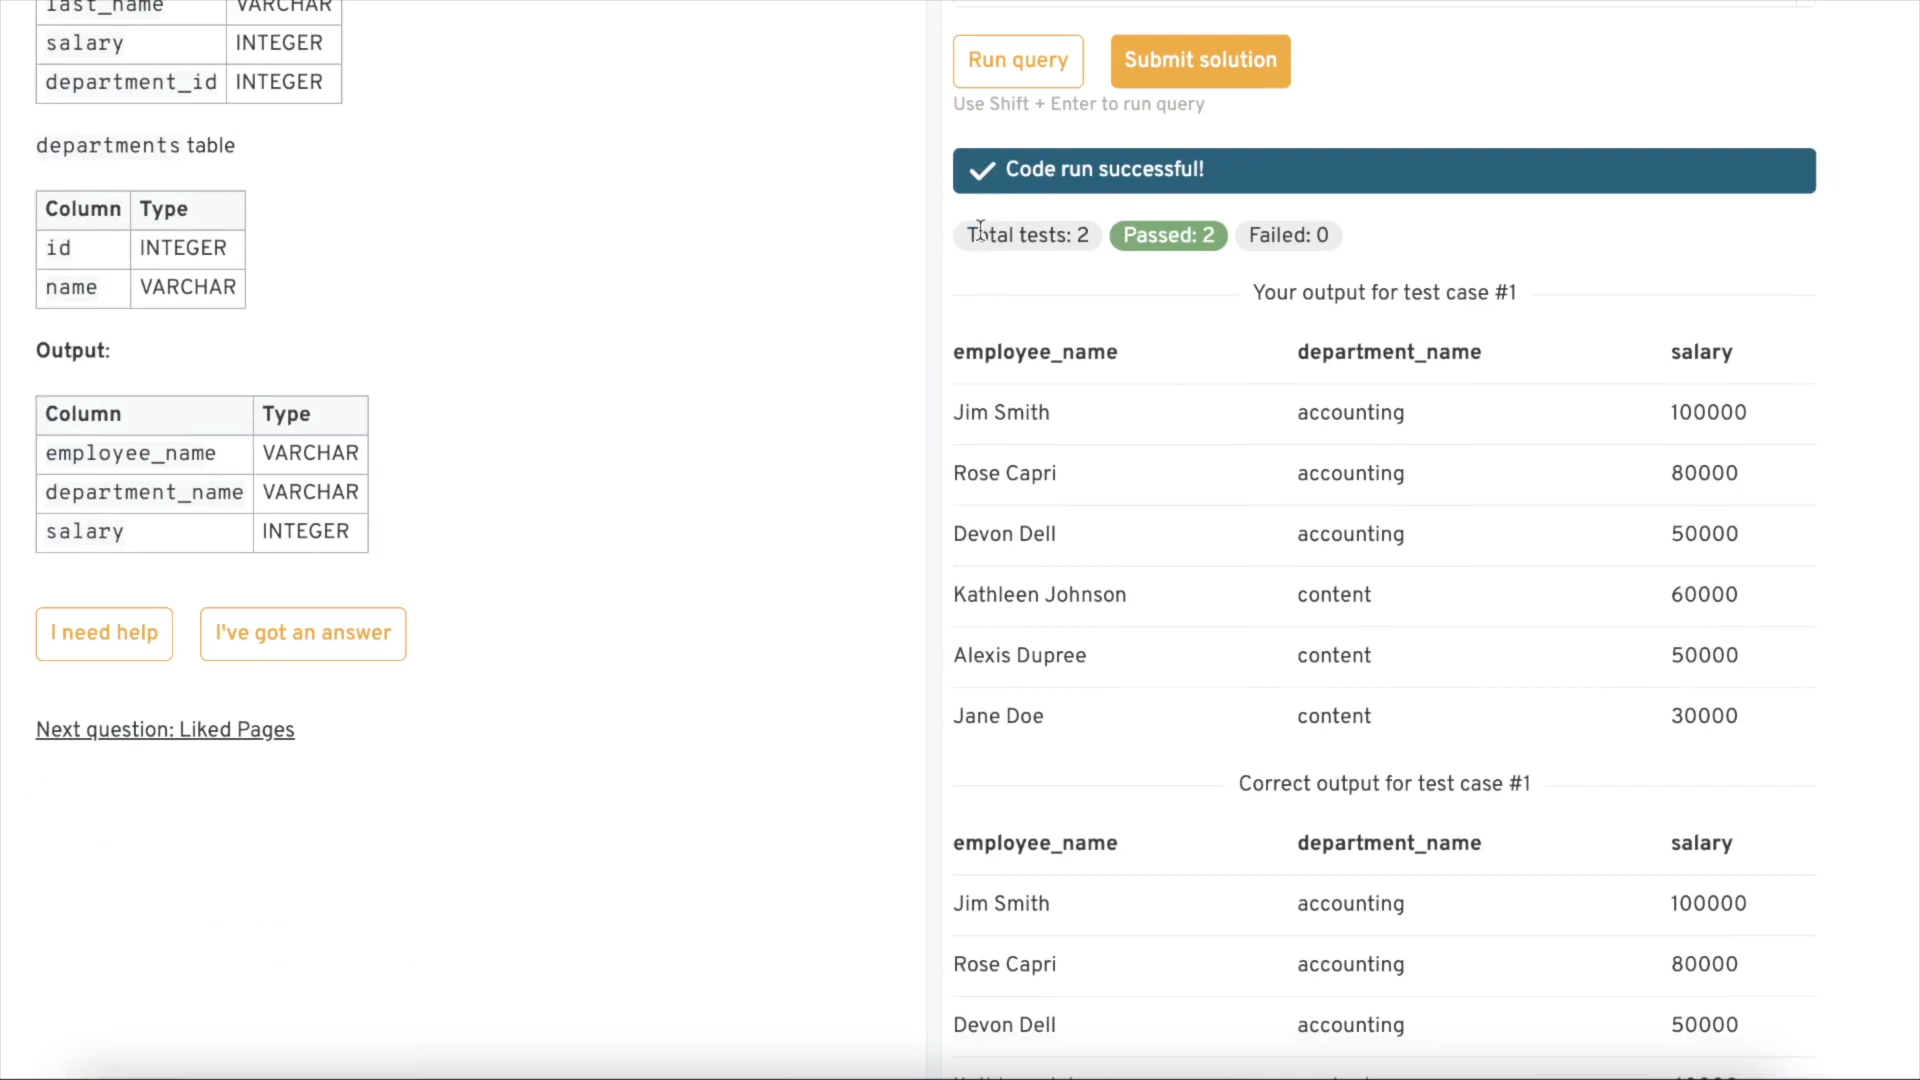 last_name VARCHAR
salary INTEGER
department_id INTEGER
departments table
Column Type
id INTEGER
name VARCHAR
Output:
Column Type
employee_name VARCHAR
department_name VARCHAR
salary INTEGER
I need help I've got an answer
Next question: Liked Pages
Run query Submit solution
Use Shift + Enter to run query
Code run successful!
Total tests: 2 Passed: 2 Failed: 0
Your output for test case #1
employee_name department_name salary
Jim Smith accounting 100000
Rose Capri accounting 80000
Devon Dell accounting 50000
Kathleen Johnson content 60000
Alexis Dupree content 50000
Jane Doe content 30000
Correct output for test case #1
employee_name department_name salary
Jim Smith accounting 100000
Rose Capri accounting 80000
Devon Dell accounting 50000